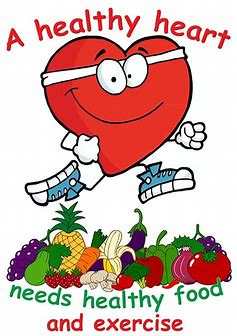 A healthy heart
needs healthy food
and exercise